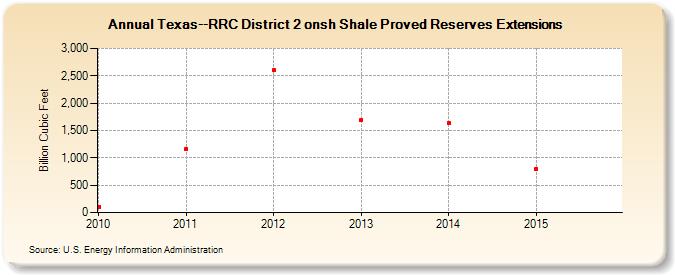 Annual Texas--RRC District 2 onsh Shale Proved Reserves Extensions
Billion Cubic Feet
3,000
2,500
2,000
1,500
1,000
500
0
2010 2011 2012 2013 2014 2015
Source: U.S. Energy Information Administration